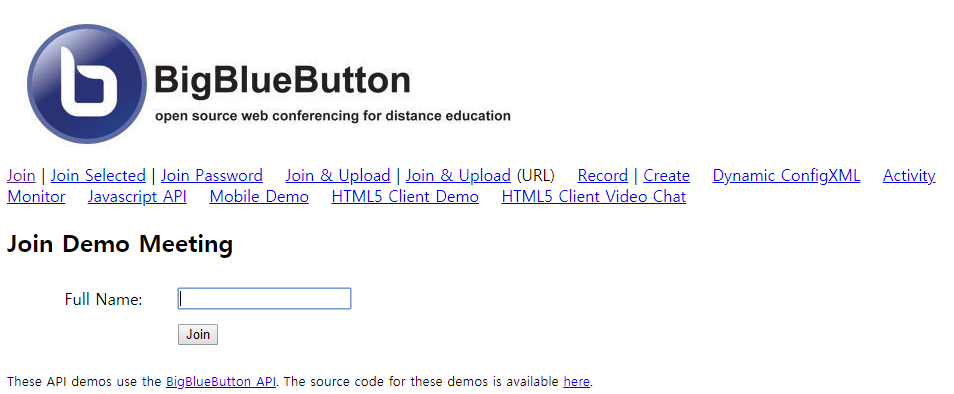 BigBlueButton
open source web conferencing for distance education
Join | Join Selected | Join Password Join & Upload | Join & Upload (URL) Record | Create Dynamic ConfigXML Activity
Monitor Javascript API Mobile Demo HTML5 Client Demo HTML5 Client Video Chat
Join Demo Meeting
Full Name:
Join
These API demos use the BigBlueButton API. The source code for these demos is available here.